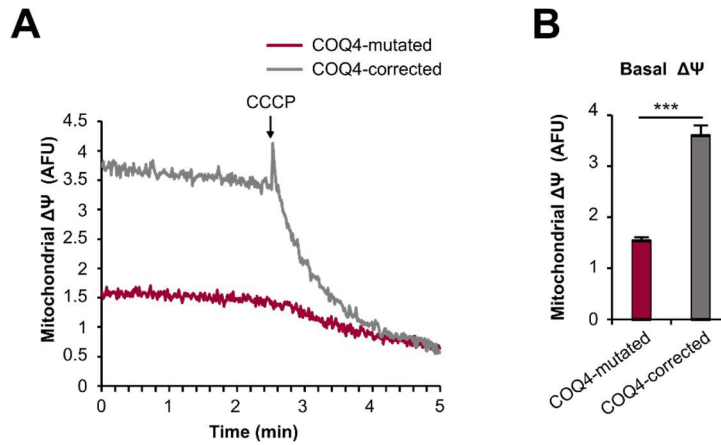 A
COQ4-mutated
COQ4-corrected
CCCP
Mitochondrial ΔΨ (AFU)
4.5
4
3.5
3
2.5
2
1.5
1
0.5
0
0 1 2 3 4 5
Time (min)
B
Basal ΔΨ
***
Mitochondrial ΔΨ (AFU)
4
3
2
1
0
COQ4-mutated
COQ4-corrected